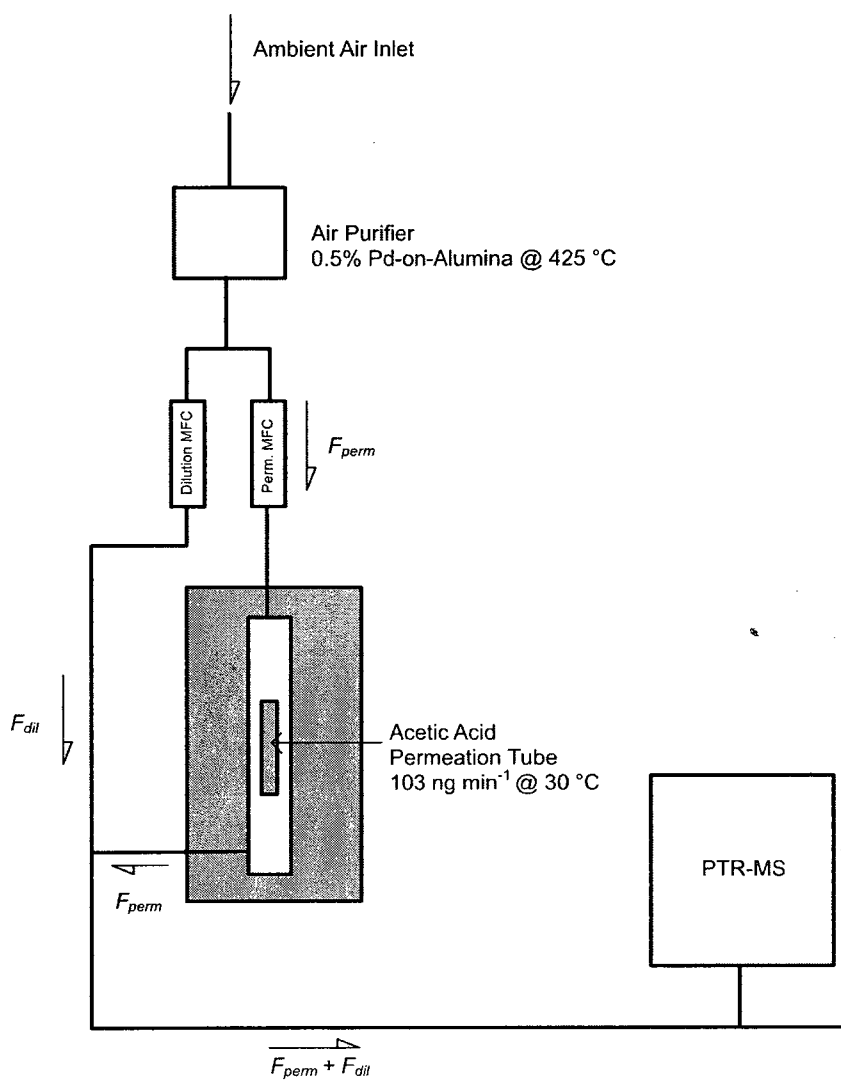 Ambient Air Inlet
Air Purifier
0.5% Pd-on-Alumina @ 425 °C
Dilution MFC
Perm. MFC
F_perm
F_dil
Acetic Acid
Permeation Tube
103 ng min⁻¹ @ 30 °C
PTR-MS
F_perm
F_perm + F_dil